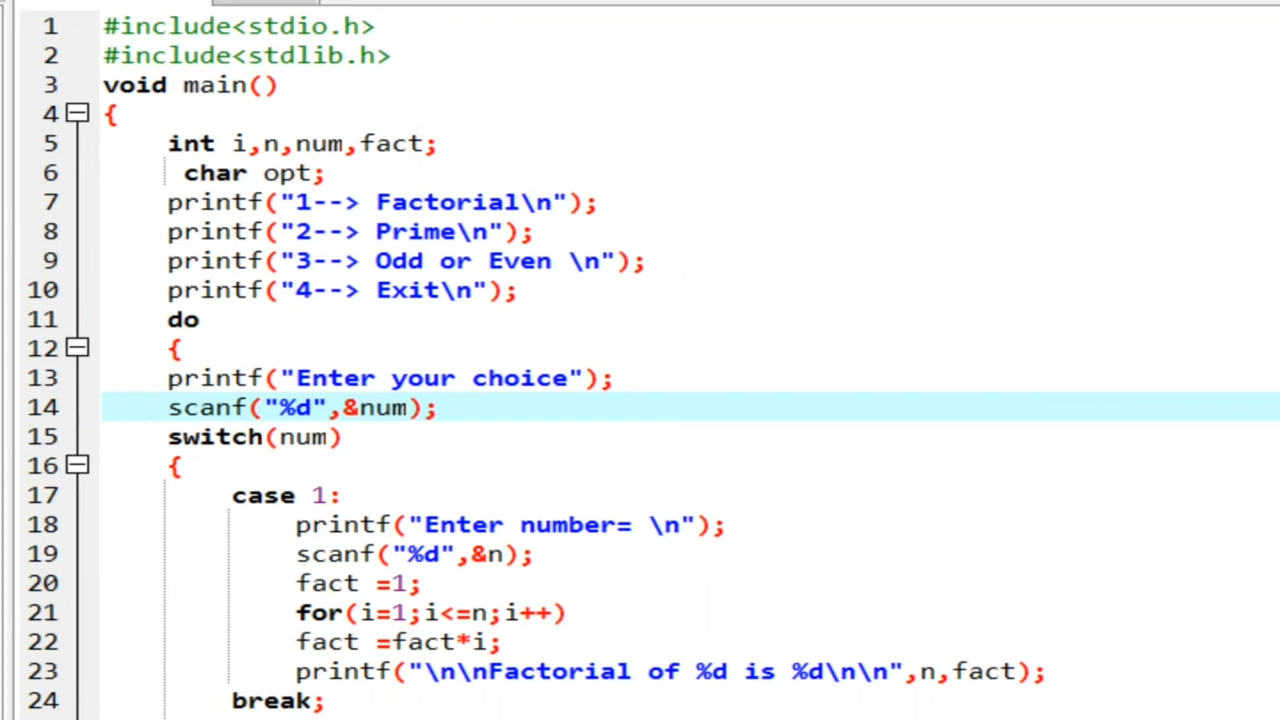 1 #include<stdio.h>
2 #include<stdlib.h>
3 void main()
4 {
5 int i,n,num,fact;
6 char opt;
7 printf("1--> Factorial\n");
8 printf("2--> Prime\n");
9 printf("3--> Odd or Even \n");
10 printf("4--> Exit\n");
11 do
12 {
13 printf("Enter your choice");
14 scanf("%d",&num);
15 switch(num)
16 {
17 case 1:
18 printf("Enter number= \n");
19 scanf("%d",&n);
20 fact =1;
21 for(i=1;i<=n;i++)
22 fact =fact*i;
23 printf("\n\nFactorial of %d is %d\n\n",n,fact);
24 break;